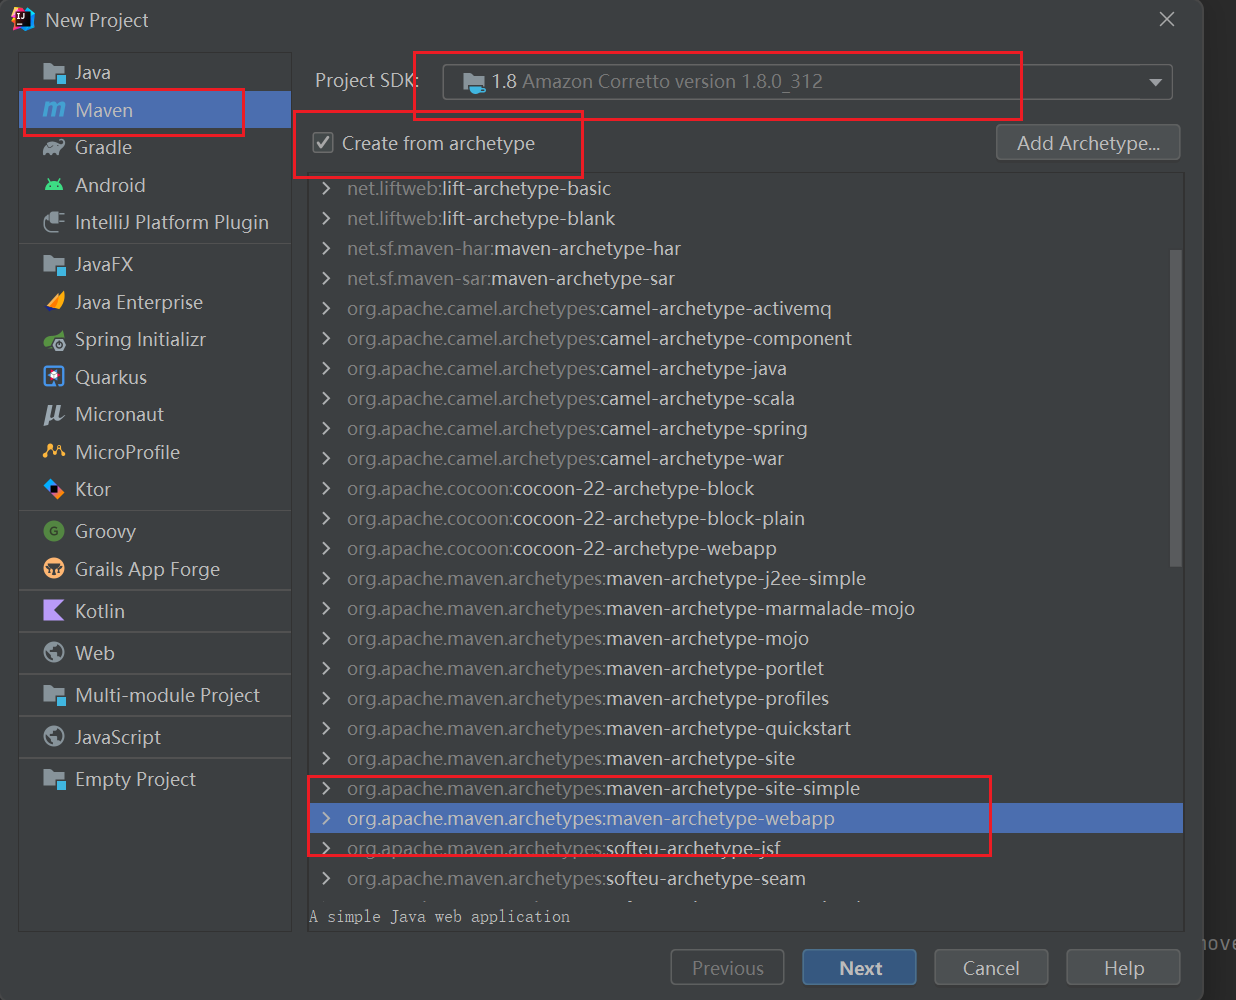 New Project
Java
Maven
Gradle
Android
IntelliJ Platform Plugin
JavaFX
Java Enterprise
Spring Initializr
Quarkus
Micronaut
MicroProfile
Ktor
Groovy
Grails App Forge
Kotlin
Web
Multi-module Project
JavaScript
Empty Project
Project SDK: 1.8 Amazon Corretto version 1.8.0_312
Create from archetype
Add Archetype...
net.liftweb:lift-archetype-basic
net.liftweb:lift-archetype-blank
net.sf.maven-har:maven-archetype-har
net.sf.maven-sar:maven-archetype-sar
org.apache.camel.archetypes:camel-archetype-activemq
org.apache.camel.archetypes:camel-archetype-component
org.apache.camel.archetypes:camel-archetype-java
org.apache.camel.archetypes:camel-archetype-scala
org.apache.camel.archetypes:camel-archetype-spring
org.apache.camel.archetypes:camel-archetype-war
org.apache.cocoon:cocoon-22-archetype-block
org.apache.cocoon:cocoon-22-archetype-block-plain
org.apache.cocoon:cocoon-22-archetype-webapp
org.apache.maven.archetypes:maven-archetype-j2ee-simple
org.apache.maven.archetypes:maven-archetype-marmalade-mojo
org.apache.maven.archetypes:maven-archetype-mojo
org.apache.maven.archetypes:maven-archetype-portlet
org.apache.maven.archetypes:maven-archetype-profiles
org.apache.maven.archetypes:maven-archetype-quickstart
org.apache.maven.archetypes:maven-archetype-site
org.apache.maven.archetypes:maven-archetype-site-simple
org.apache.maven.archetypes:maven-archetype-webapp
org.apache.maven.archetypes:softeu-archetype-jsf
org.apache.maven.archetypes:softeu-archetype-seam
A simple Java web application
Previous
Next
Cancel
Help